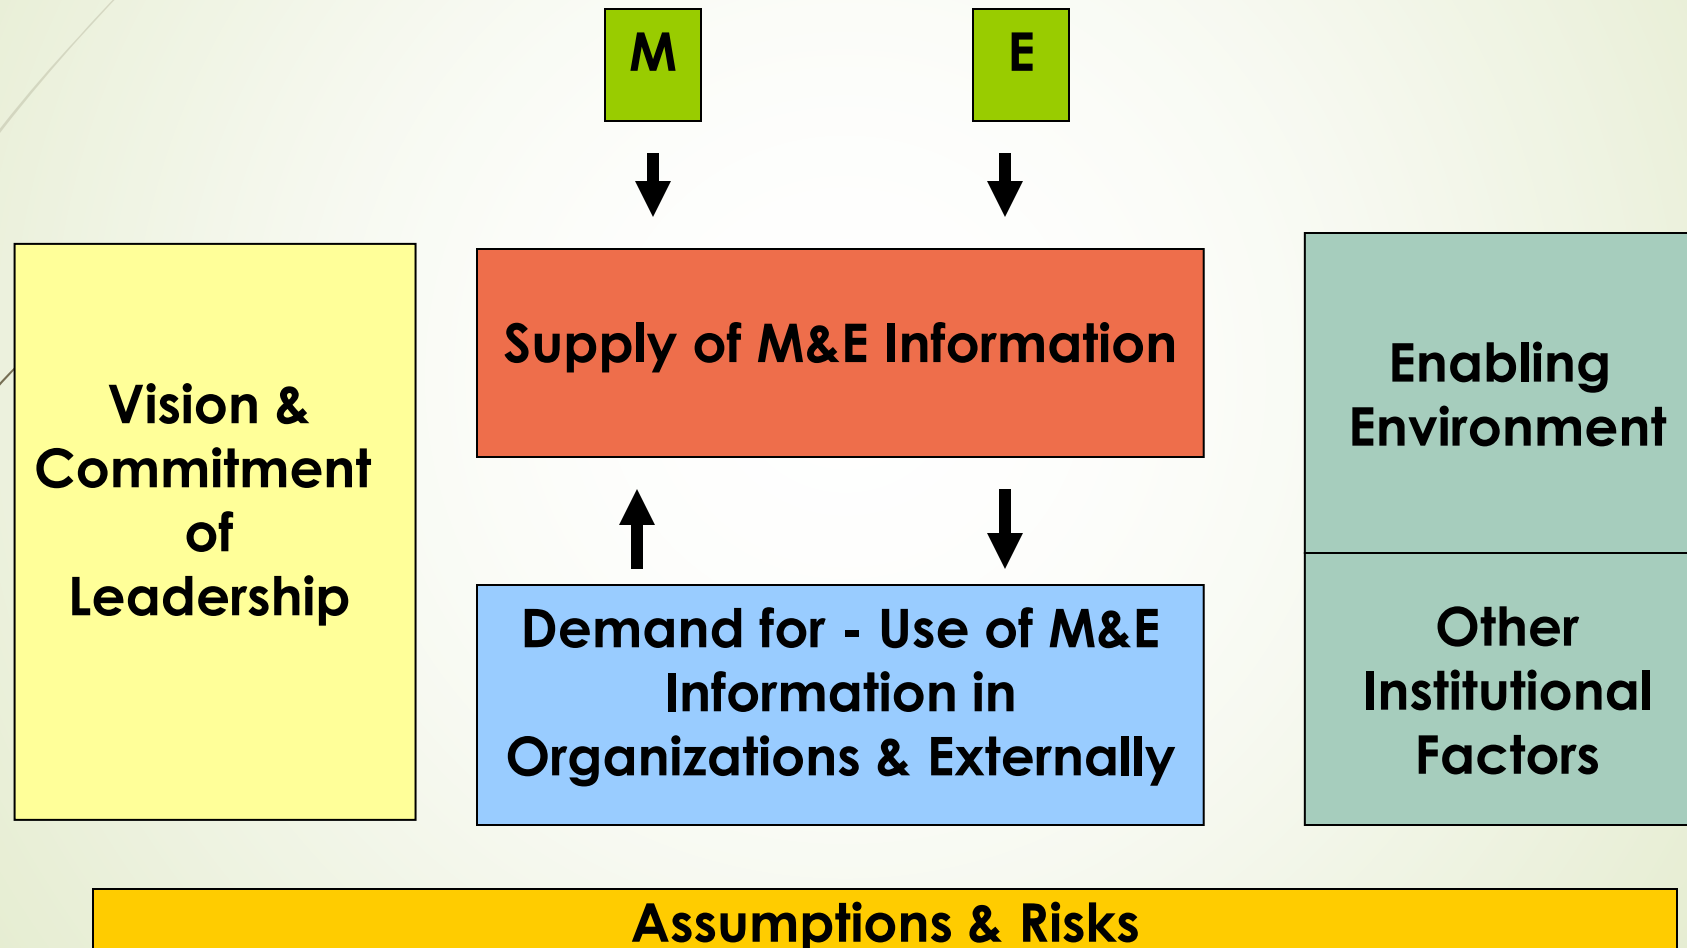 M
E
Supply of M&E Information
Vision &
Commitment
of
Leadership
Enabling
Environment
Demand for - Use of M&E
Information in
Organizations & Externally
Other
Institutional
Factors
Assumptions & Risks